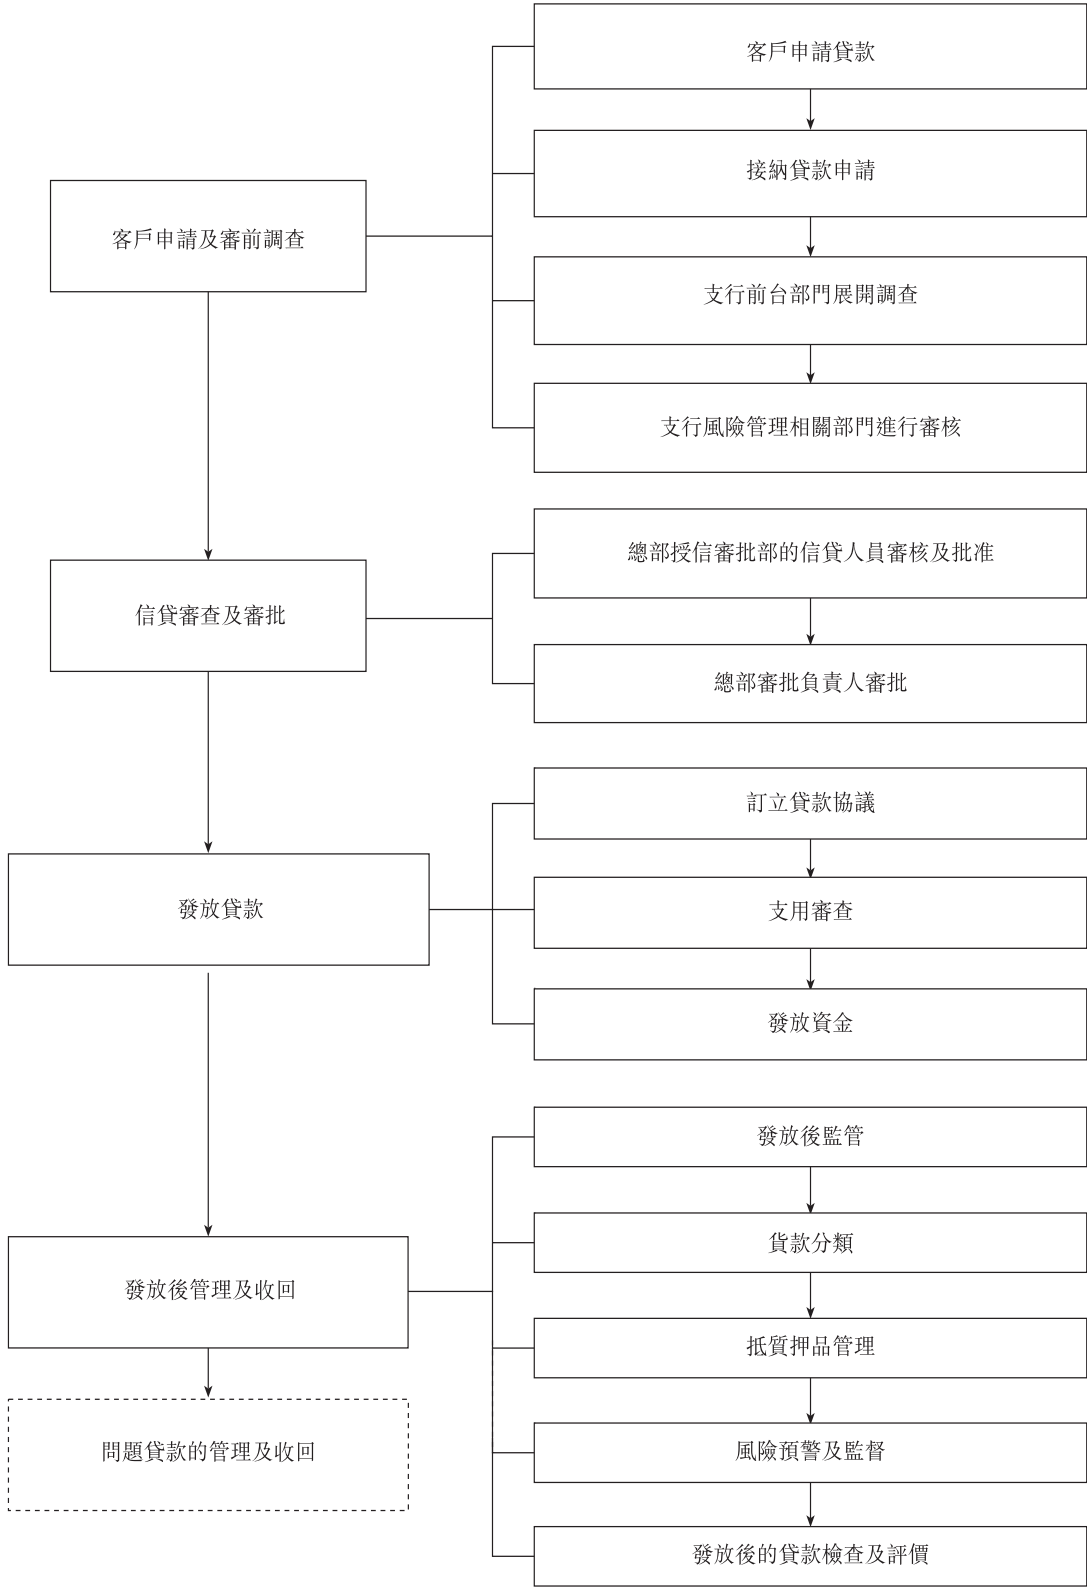 客戶申請及審前調查
客戶申請貸款
接納貸款申請
支行前台部門展開調查
支行風險管理相關部門進行審核
信貸審查及審批
總部授信審批部的信貸人員審核及批准
總部審批負責人審批
發放貸款
訂立貸款協議
支用審查
發放資金
發放後管理及收回
發放後監管
貨款分類
抵質押品管理
風險預警及監督
發放後的貸款檢查及評價
問題貸款的管理及收回